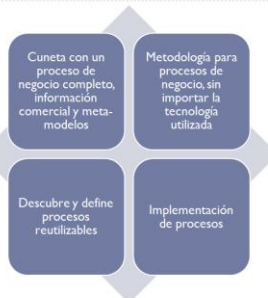 Cuneta con un
proceso de
negocio completo,
información
comercial y meta-
modelos
Metodología para
procesos de
negocio, sin
importar la
tecnología
utilizada
Descubre y define
procesos
reutilizables
Implementación
de procesos